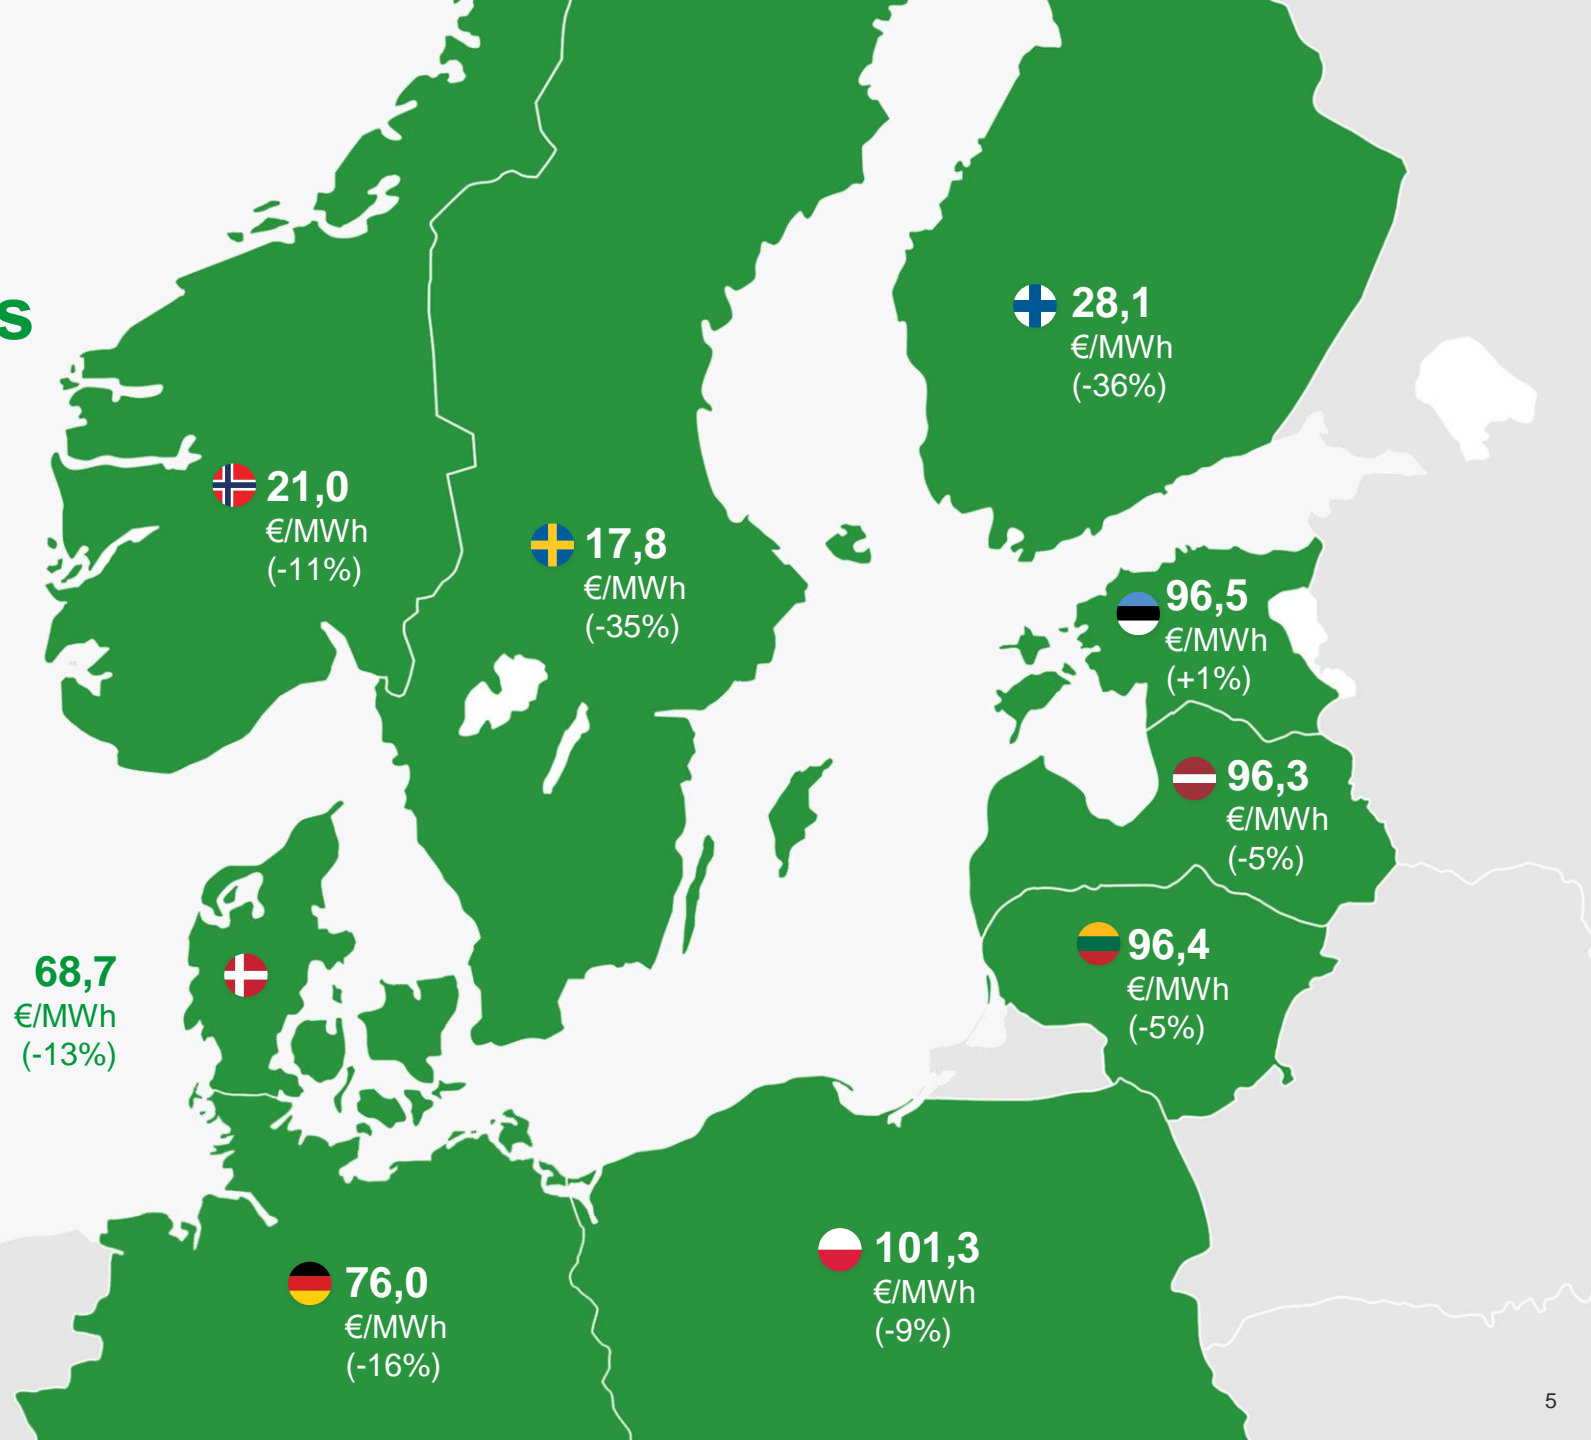 s
28,1
€/MWh
(-36%)
21,0
€/MWh
(-11%)
17,8
€/MWh
(-35%)
96,5
€/MWh
(+1%)
96,3
€/MWh
(-5%)
96,4
€/MWh
(-5%)
68,7
€/MWh
(-13%)
101,3
€/MWh
(-9%)
76,0
€/MWh
(-16%)
5